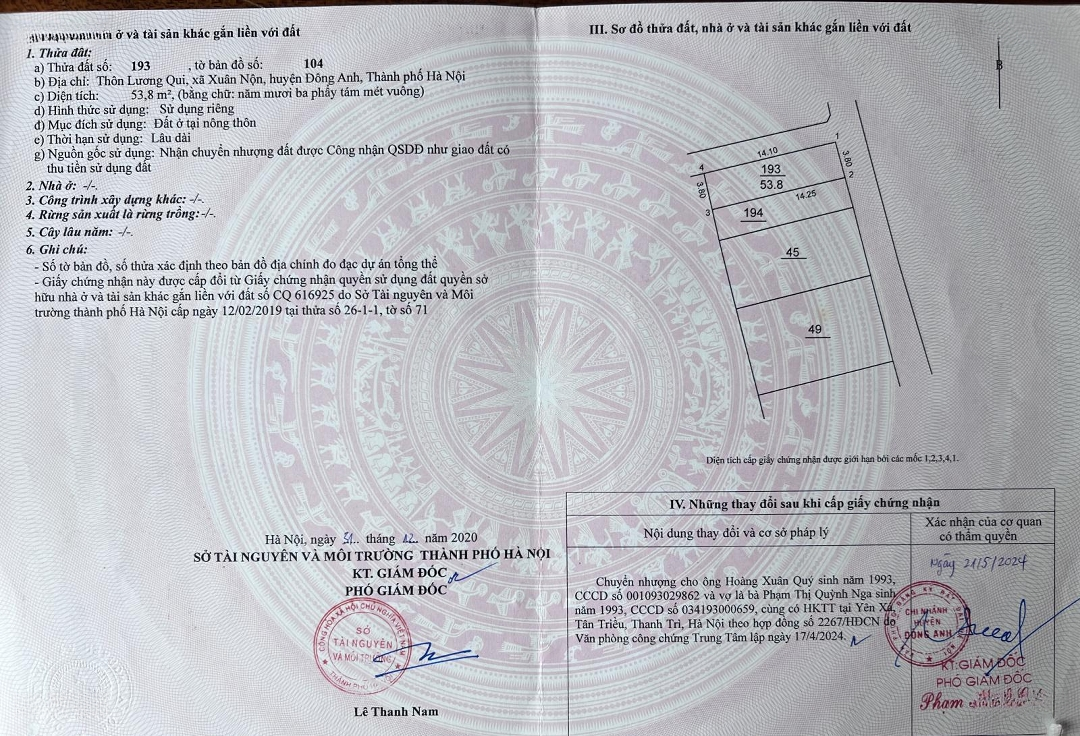 ở và tài sản khác gắn liền với đất
1. Thửa đất:
a) Thửa đất số: 193 , tờ bản đồ số: 104
b) Địa chỉ: Thôn Lương Qui, xã Xuân Nộn, huyện Đông Anh, Thành phố Hà Nội
c) Diện tích: 53,8 m², (bằng chữ: năm mươi ba phẩy tám mét vuông)
d) Hình thức sử dụng: Sử dụng riêng
đ) Mục đích sử dụng: Đất ở tại nông thôn
e) Thời hạn sử dụng: Lâu dài
g) Nguồn gốc sử dụng: Nhận chuyển nhượng đất được Công nhận QSDĐ như giao đất có
thu tiền sử dụng đất
2. Nhà ở: -/-.
3. Công trình xây dựng khác: -/-.
4. Rừng sản xuất là rừng trồng:-/-.
5. Cây lâu năm: -/-.
6. Ghi chú:
- Số tờ bản đồ, số thửa xác định theo bản đồ địa chính đo đạc dự án tổng thể
- Giấy chứng nhận này được cấp đổi từ Giấy chứng nhận quyền sử dụng đất quyền sở
hữu nhà ở và tài sản khác gắn liền với đất số CQ 616925 do Sở Tài nguyên và Môi
trường thành phố Hà Nội cấp ngày 12/02/2019 tại thửa số 26-1-1, tờ số 71
Hà Nội, ngày 31.. tháng 12.. năm 2020
SỞ TÀI NGUYÊN VÀ MÔI TRƯỜNG THÀNH PHỐ HÀ NỘI
KT. GIÁM ĐỐC
PHÓ GIÁM ĐỐC
CỘNG HÒA XÃ HỘI CHỦ NGHĨA VIỆT NAM
SỞ
TÀI NGUYÊN
VÀ MÔI TRƯỜNG
THÀNH PHỐ
Lê Thanh Nam
III. Sơ đồ thửa đất, nhà ở và tài sản khác gắn liền với đất
B
1
14.10
4
193
53.8
3.80
2
3.80
14.25
3
194
45
49
Diện tích cấp giấy chứng nhận được giới hạn bởi các mốc 1,2,3,4,1.
IV. Những thay đổi sau khi cấp giấy chứng nhận
Nội dung thay đổi và cơ sở pháp lý
Xác nhận của cơ quan
có thẩm quyền
Chuyển nhượng cho ông Hoàng Xuân Quý sinh năm 1993,
CCCD số 001093029862 và vợ là bà Phạm Thị Quỳnh Nga sinh
năm 1993, CCCD số 034193000659, cùng có HKTT tại Yên Xá,
Tân Triều, Thanh Trì, Hà Nội theo hợp đồng số 2267/HĐCN do
Văn phòng công chứng Trung Tâm lập ngày 17/4/2024.
Ngày 21/5/2024
CHI NHÁNH
HUYỆN
ĐÔNG ANH
KT.GIÁM ĐỐC
PHÓ GIÁM ĐỐC
Phạm